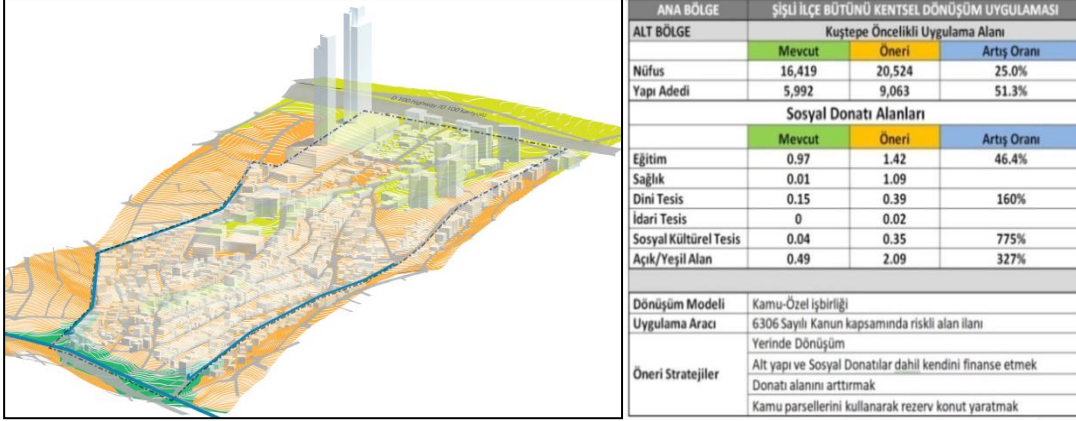 D 100 highway /D 100 karayolu
ANA BÖLGE ŞİŞLİ İLÇE BÜTÜNÜ KENTSEL DÖNÜŞÜM UYGULAMASI
ALT BÖLGE Kuştepe Öncelikli Uygulama Alanı
Mevcut Öneri Artış Oranı
Nüfus 16,419 20,524 25.0%
Yapı Adedi 5,992 9,063 51.3%
Sosyal Donatı Alanları
Mevcut Öneri Artış Oranı
Eğitim 0.97 1.42 46.4%
Sağlık 0.01 1.09
Dini Tesis 0.15 0.39 160%
İdari Tesis 0 0.02
Sosyal Kültürel Tesis 0.04 0.35 775%
Açık/Yeşil Alan 0.49 2.09 327%
Dönüşüm Modeli Kamu-Özel işbirliği
Uygulama Aracı 6306 Sayılı Kanun kapsamında riskli alan ilanı
Öneri Stratejiler Yerinde Dönüşüm
Alt yapı ve Sosyal Donatılar dahil kendini finanse etmek
Donatı alanını arttırmak
Kamu parsellerini kullanarak rezerv konut yaratmak